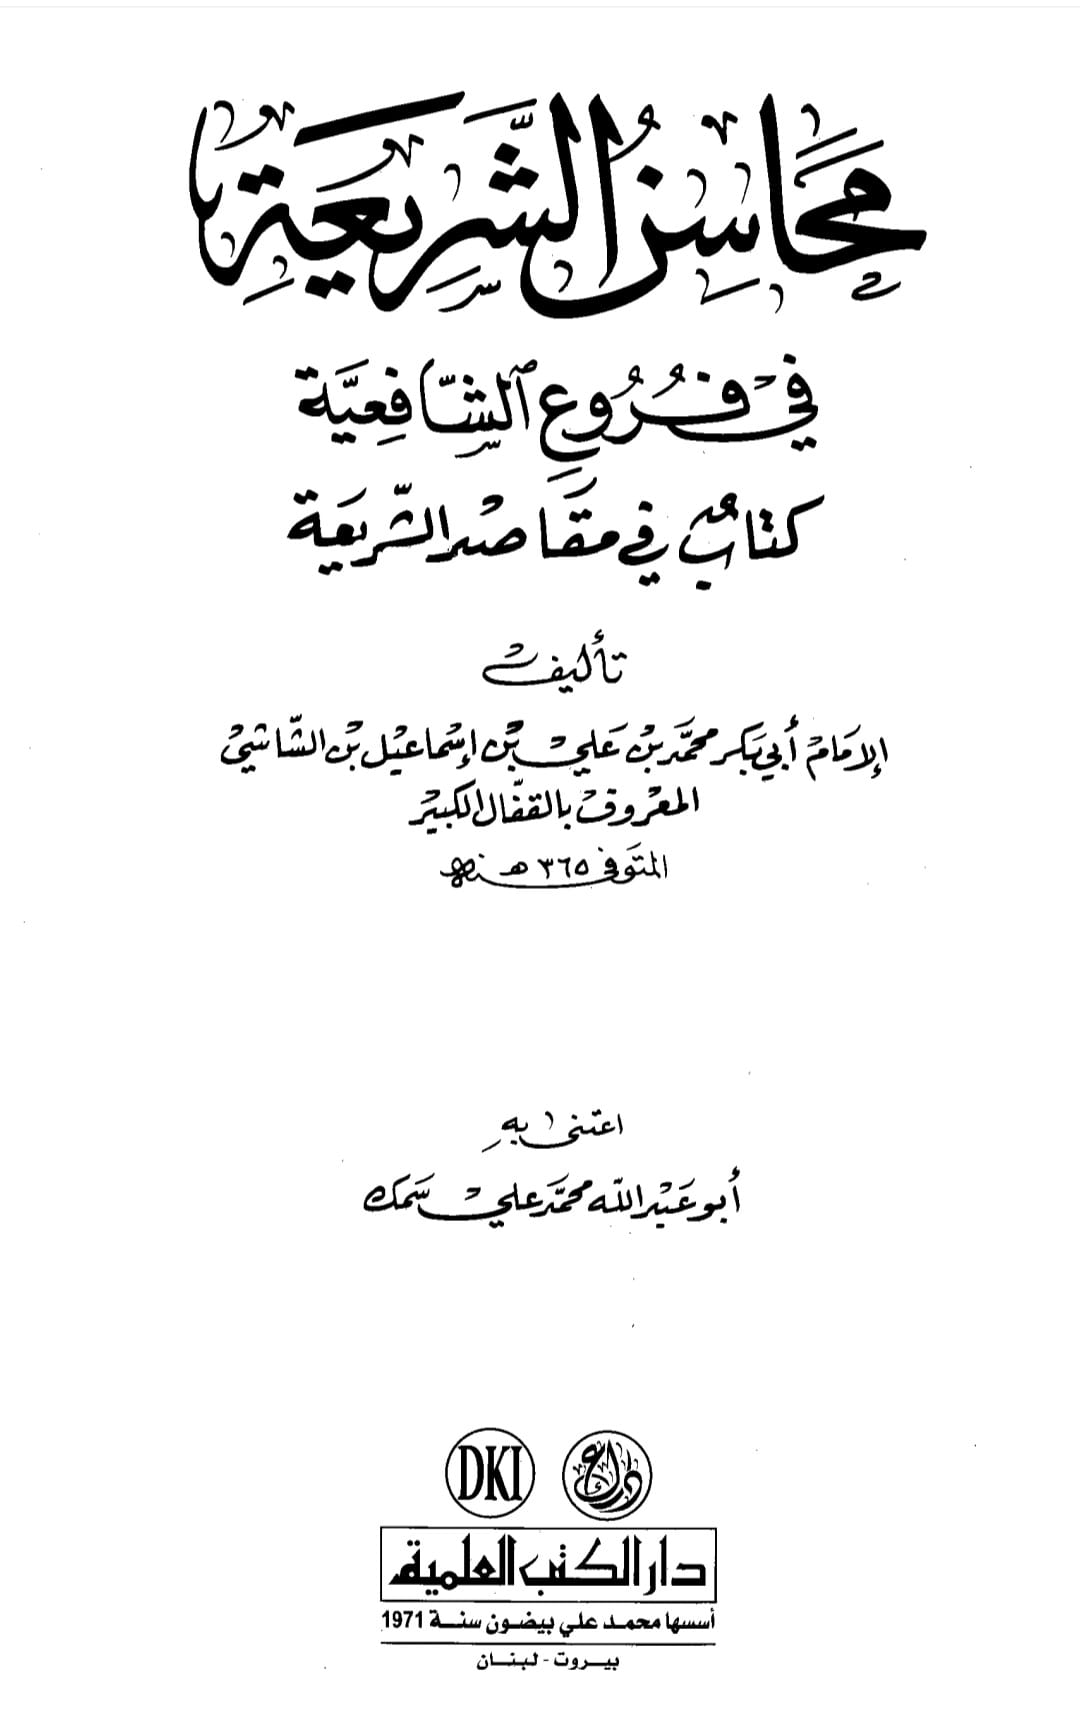 محاسن الشريعة
في فروع الشافعية
كتاب في مقاصد الشريعة
تأليف
الإمام أبي بكر محمد بن علي بن إسماعيل بن الشاشي
المعروف بالقفال الكبير
المتوفى ٣٦٥ هـ
اعتنى به
أبو عبد الله محمد علي سمك
DKI
دار الكتب العلمية
أسسها محمد علي بيضون سنة 1971
بيروت - لبنان